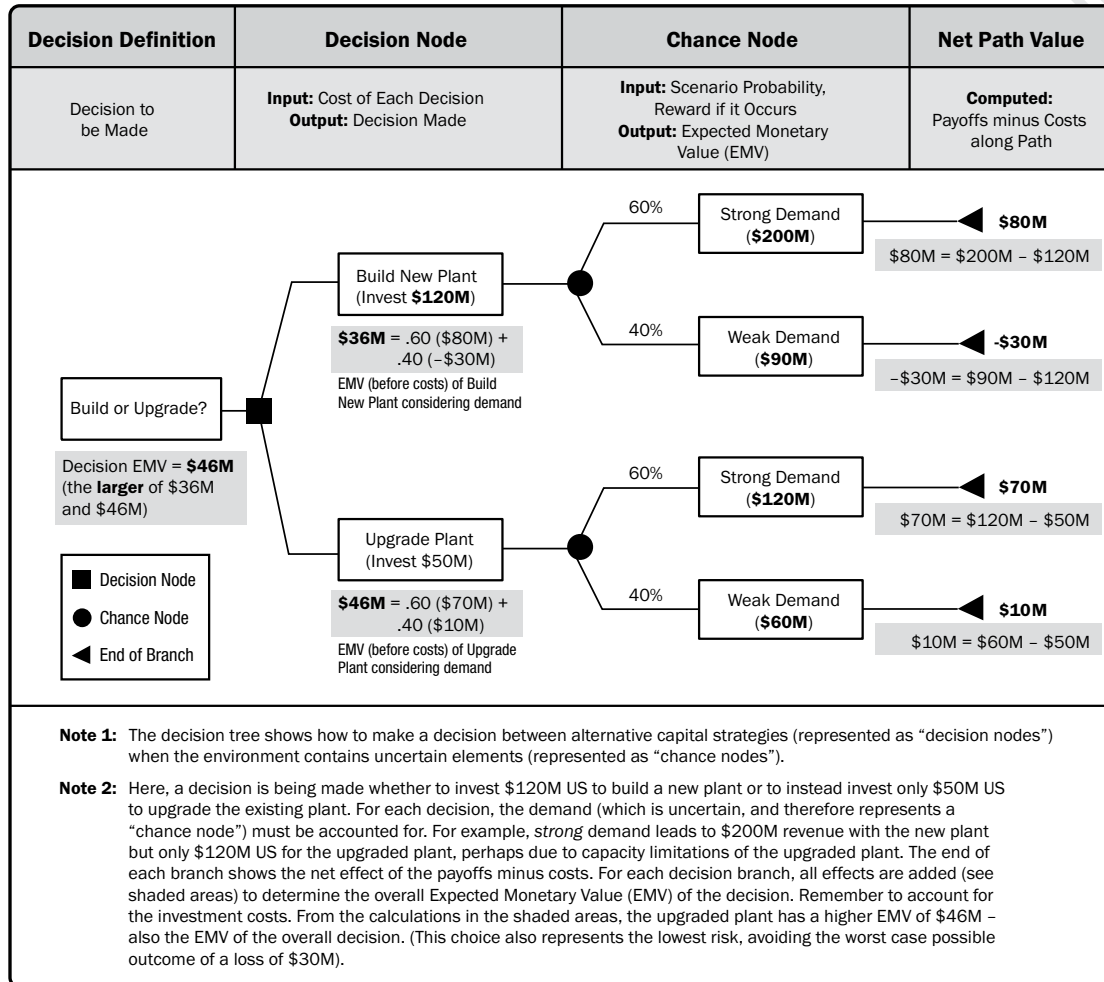 Decision Definition
Decision Node
Chance Node
Net Path Value
Decision to
be Made
Input: Cost of Each Decision
Output: Decision Made
Input: Scenario Probability,
Reward if it Occurs
Output: Expected Monetary
Value (EMV)
Computed:
Payoffs minus Costs
along Path
Build or Upgrade?
Decision EMV = $46M
(the larger of $36M
and $46M)
Decision Node
Chance Node
End of Branch
Build New Plant
(Invest $120M)
$36M = .60 ($80M) +
.40 (–$30M)
EMV (before costs) of Build
New Plant considering demand
60%
Strong Demand
($200M)
$80M
$80M = $200M – $120M
40%
Weak Demand
($90M)
-$30M
–$30M = $90M – $120M
Upgrade Plant
(Invest $50M)
$46M = .60 ($70M) +
.40 ($10M)
EMV (before costs) of Upgrade
Plant considering demand
60%
Strong Demand
($120M)
$70M
$70M = $120M – $50M
40%
Weak Demand
($60M)
$10M
$10M = $60M – $50M
Note 1: The decision tree shows how to make a decision between alternative capital strategies (represented as “decision nodes”)
when the environment contains uncertain elements (represented as “chance nodes”).
Note 2: Here, a decision is being made whether to invest $120M US to build a new plant or to instead invest only $50M US
to upgrade the existing plant. For each decision, the demand (which is uncertain, and therefore represents a
“chance node”) must be accounted for. For example, strong demand leads to $200M revenue with the new plant
but only $120M US for the upgraded plant, perhaps due to capacity limitations of the upgraded plant. The end of
each branch shows the net effect of the payoffs minus costs. For each decision branch, all effects are added (see
shaded areas) to determine the overall Expected Monetary Value (EMV) of the decision. Remember to account for
the investment costs. From the calculations in the shaded areas, the upgraded plant has a higher EMV of $46M –
also the EMV of the overall decision. (This choice also represents the lowest risk, avoiding the worst case possible
outcome of a loss of $30M).